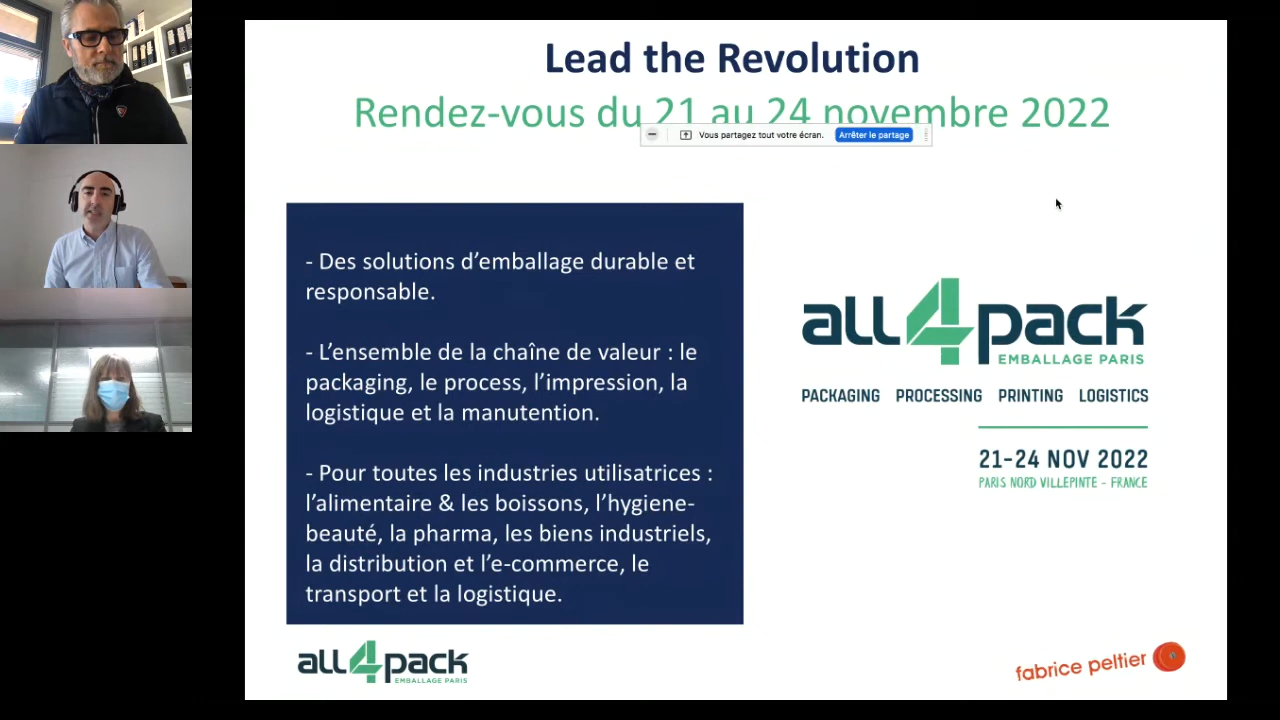 Lead the Revolution
Rendez-vous du 21 au 24 novembre 2022
Vous partagez tout votre écran. Arrêter le partage
- Des solutions d’emballage durable et
responsable.
- L’ensemble de la chaîne de valeur : le
packaging, le process, l’impression, la
logistique et la manutention.
- Pour toutes les industries utilisatrices :
l’alimentaire & les boissons, l’hygiene-
beauté, la pharma, les biens industriels,
la distribution et l’e-commerce, le
transport et la logistique.
all4pack
EMBALLAGE PARIS
PACKAGING PROCESSING PRINTING LOGISTICS
21-24 NOV 2022
PARIS NORD VILLEPINTE - FRANCE
all4pack
EMBALLAGE PARIS
fabrice peltier